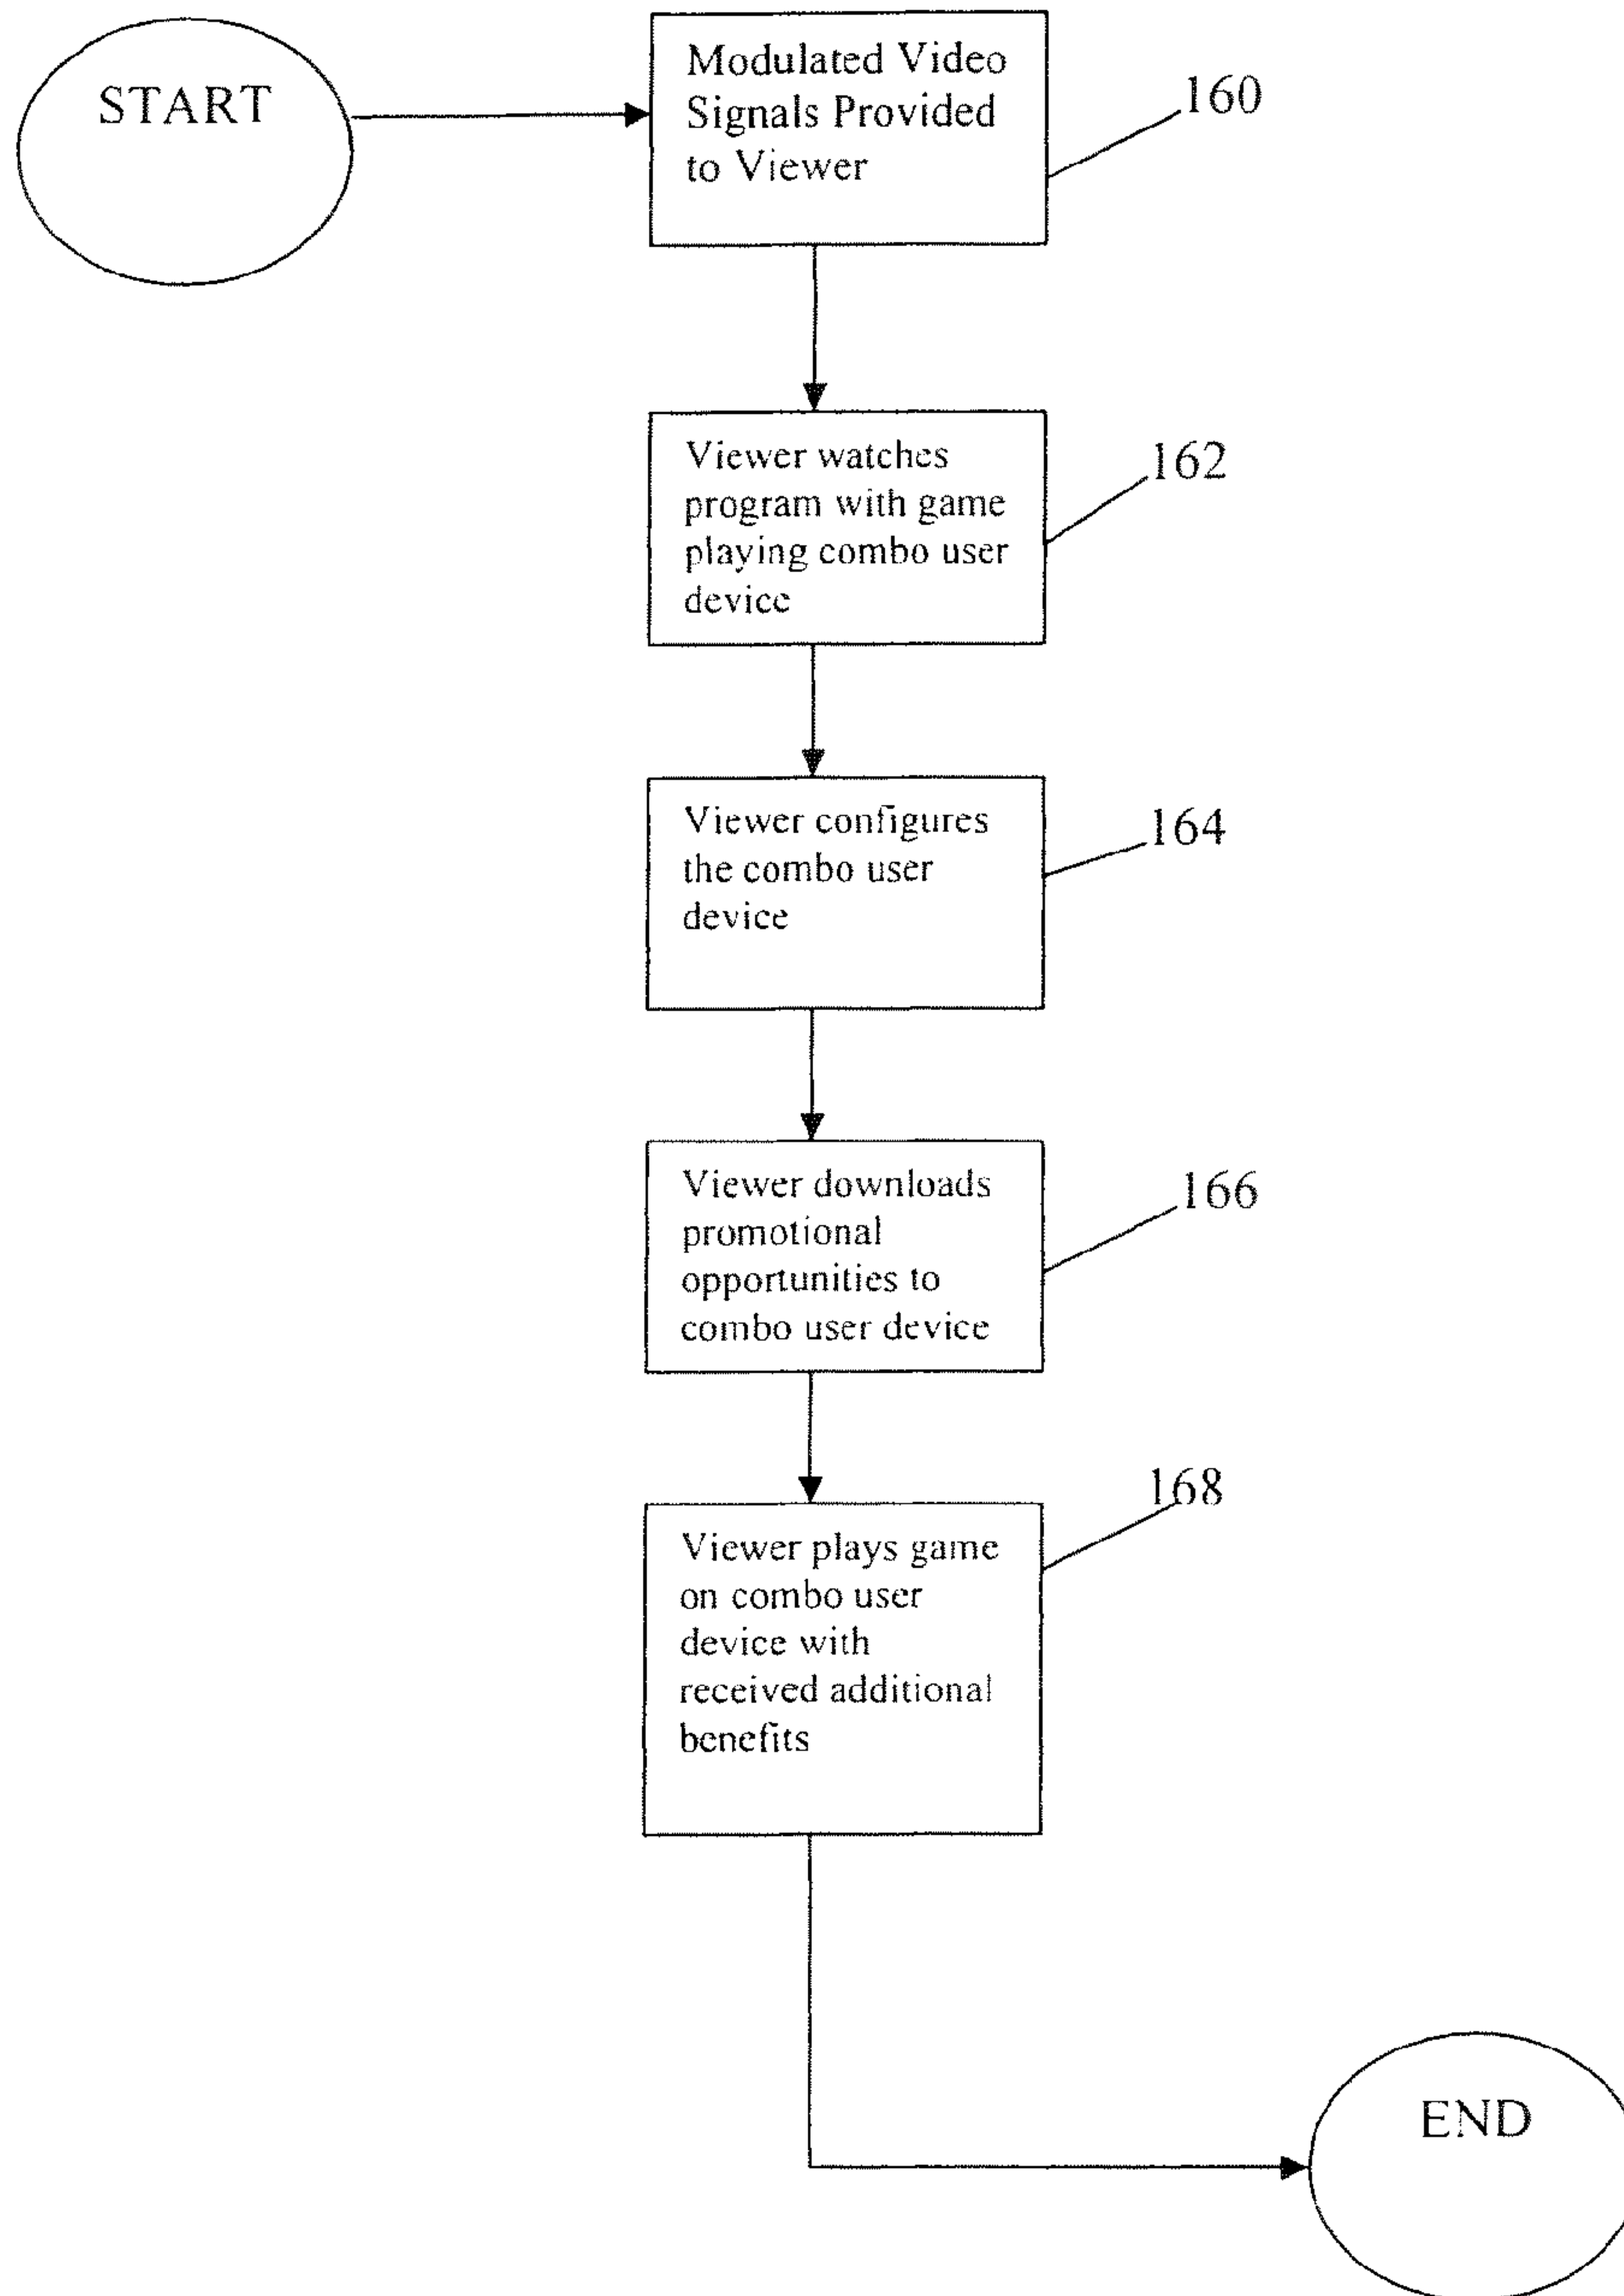 START
Modulated Video
Signals Provided
to Viewer
160
Viewer watches
program with game
playing combo user
device
162
Viewer configures
the combo user
device
164
Viewer downloads
promotional
opportunities to
combo user device
166
Viewer plays game
on combo user
device with
received additional
benefits
168
END